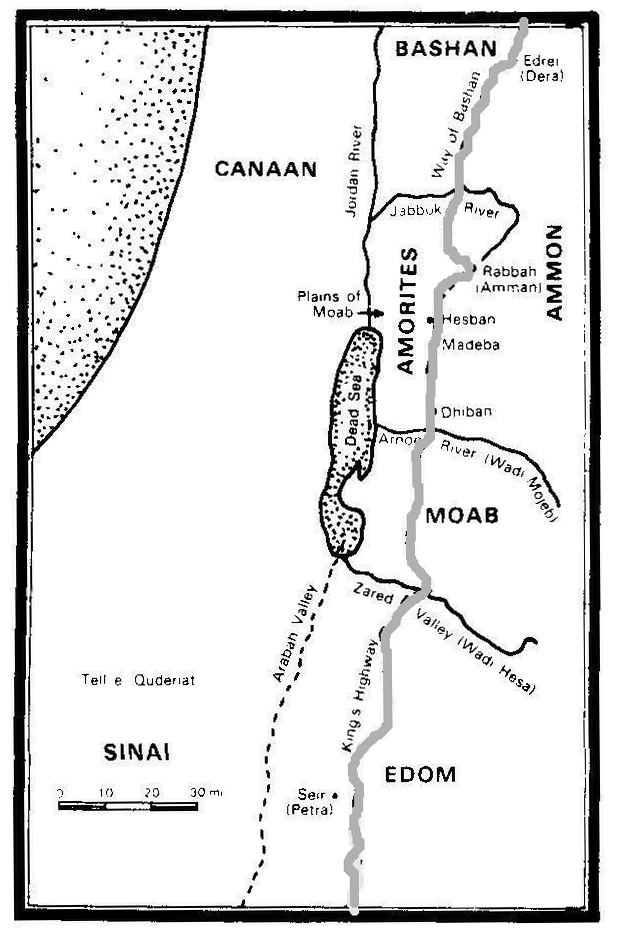 BASHAN
Edrei
(Dera)
Way of Bashan
Jordan River
CANAAN
Jabbok River
AMMON
AMORITES
Rabbah
(Amman)
Plains of
Moab
Hesban
Madeba
Dead Sea
Dhiban
Arnon River (Wadi Mojeb)
MOAB
Zared Valley (Wadi Hesa)
Arabah Valley
King's Highway
Tell e Quderiat
SINAI
EDOM
0 10 20 30 mi
Seir
(Petra)